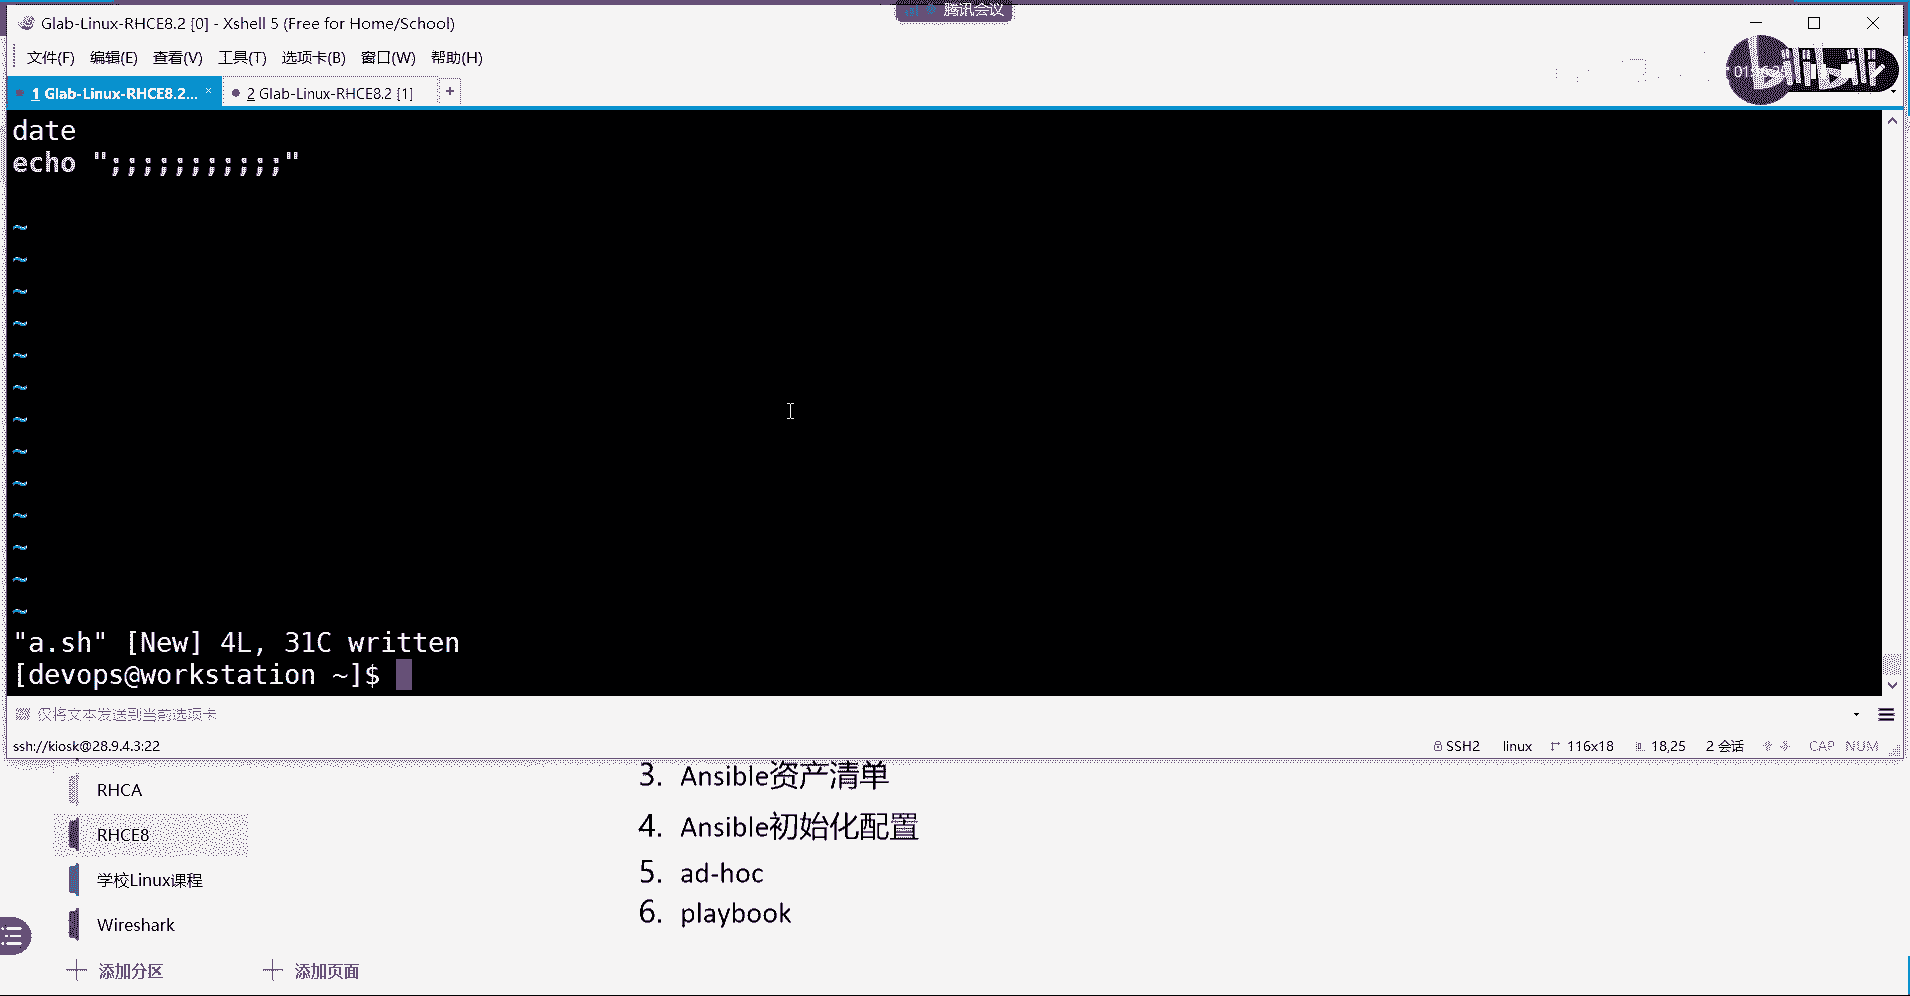 腾讯会议
Glab-Linux-RHCE8.2 [0] - Xshell 5 (Free for Home/School)
文件(F) 编辑(E) 查看(V) 工具(T) 选项卡(B) 窗口(W) 帮助(H)
bilibili
1 Glab-Linux-RHCE8.2... × 2 Glab-Linux-RHCE8.2 [1] +
date
echo ";;;;;;;;;;;"
~
~
~
~
~
~
~
~
~
~
~
~
~
"a.sh" [New] 4L, 31C written
[devops@workstation ~]$
仅将文本发送到当前选项卡
ssh://kiosk@28.9.4.3:22 SSH2 linux 116x18 18,25 2 会话 CAP NUM
RHCA
RHCE8
学校Linux课程
Wireshark
添加分区 添加页面
3. Ansible资产清单
4. Ansible初始化配置
5. ad-hoc
6. playbook